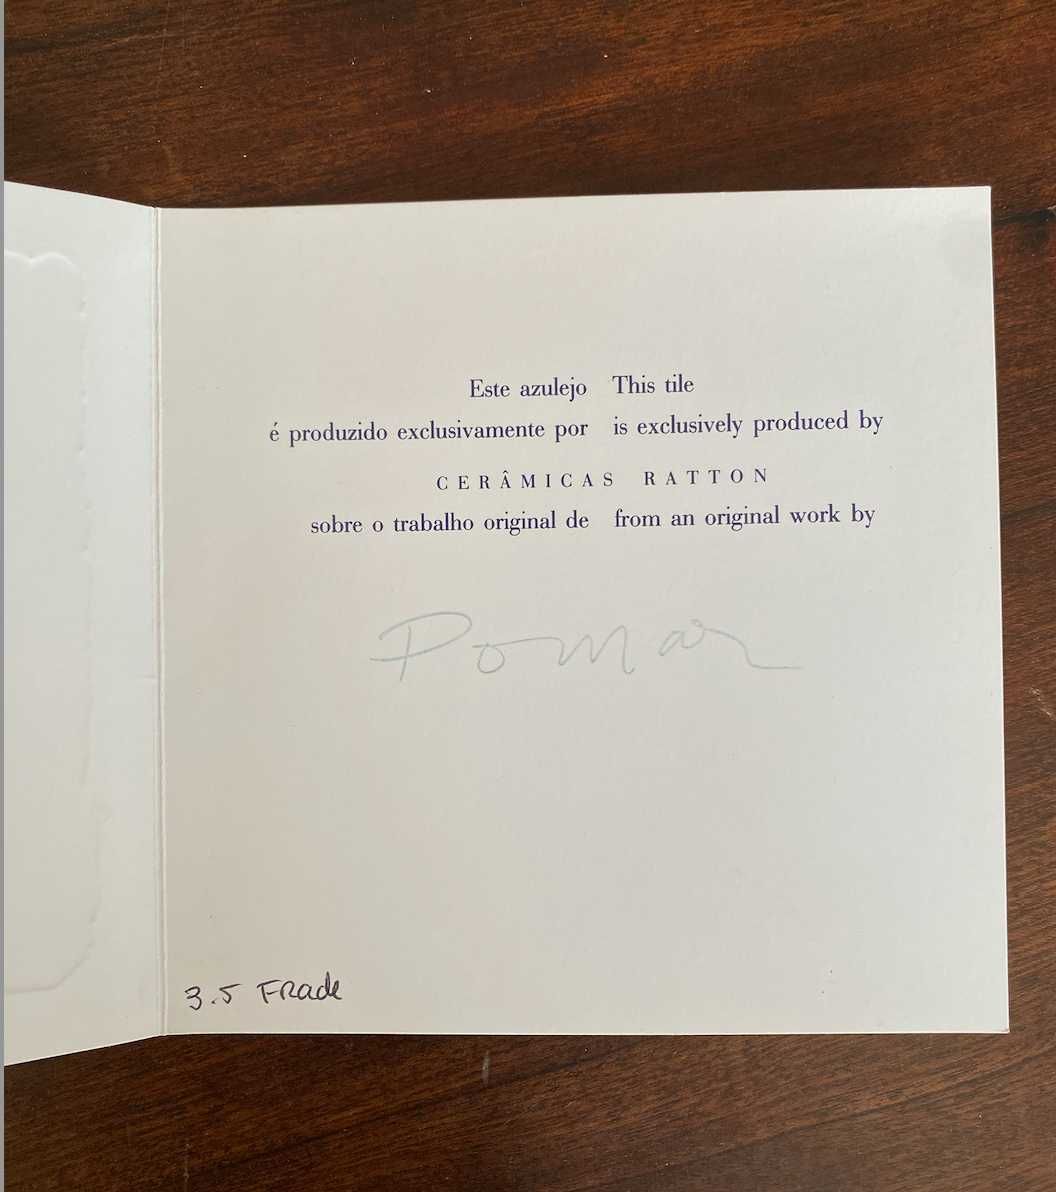 Este azulejo This tile
é produzido exclusivamente por is exclusively produced by
CERÂMICAS RATTON
sobre o trabalho original de from an original work by
Pomar
3.5 FRade